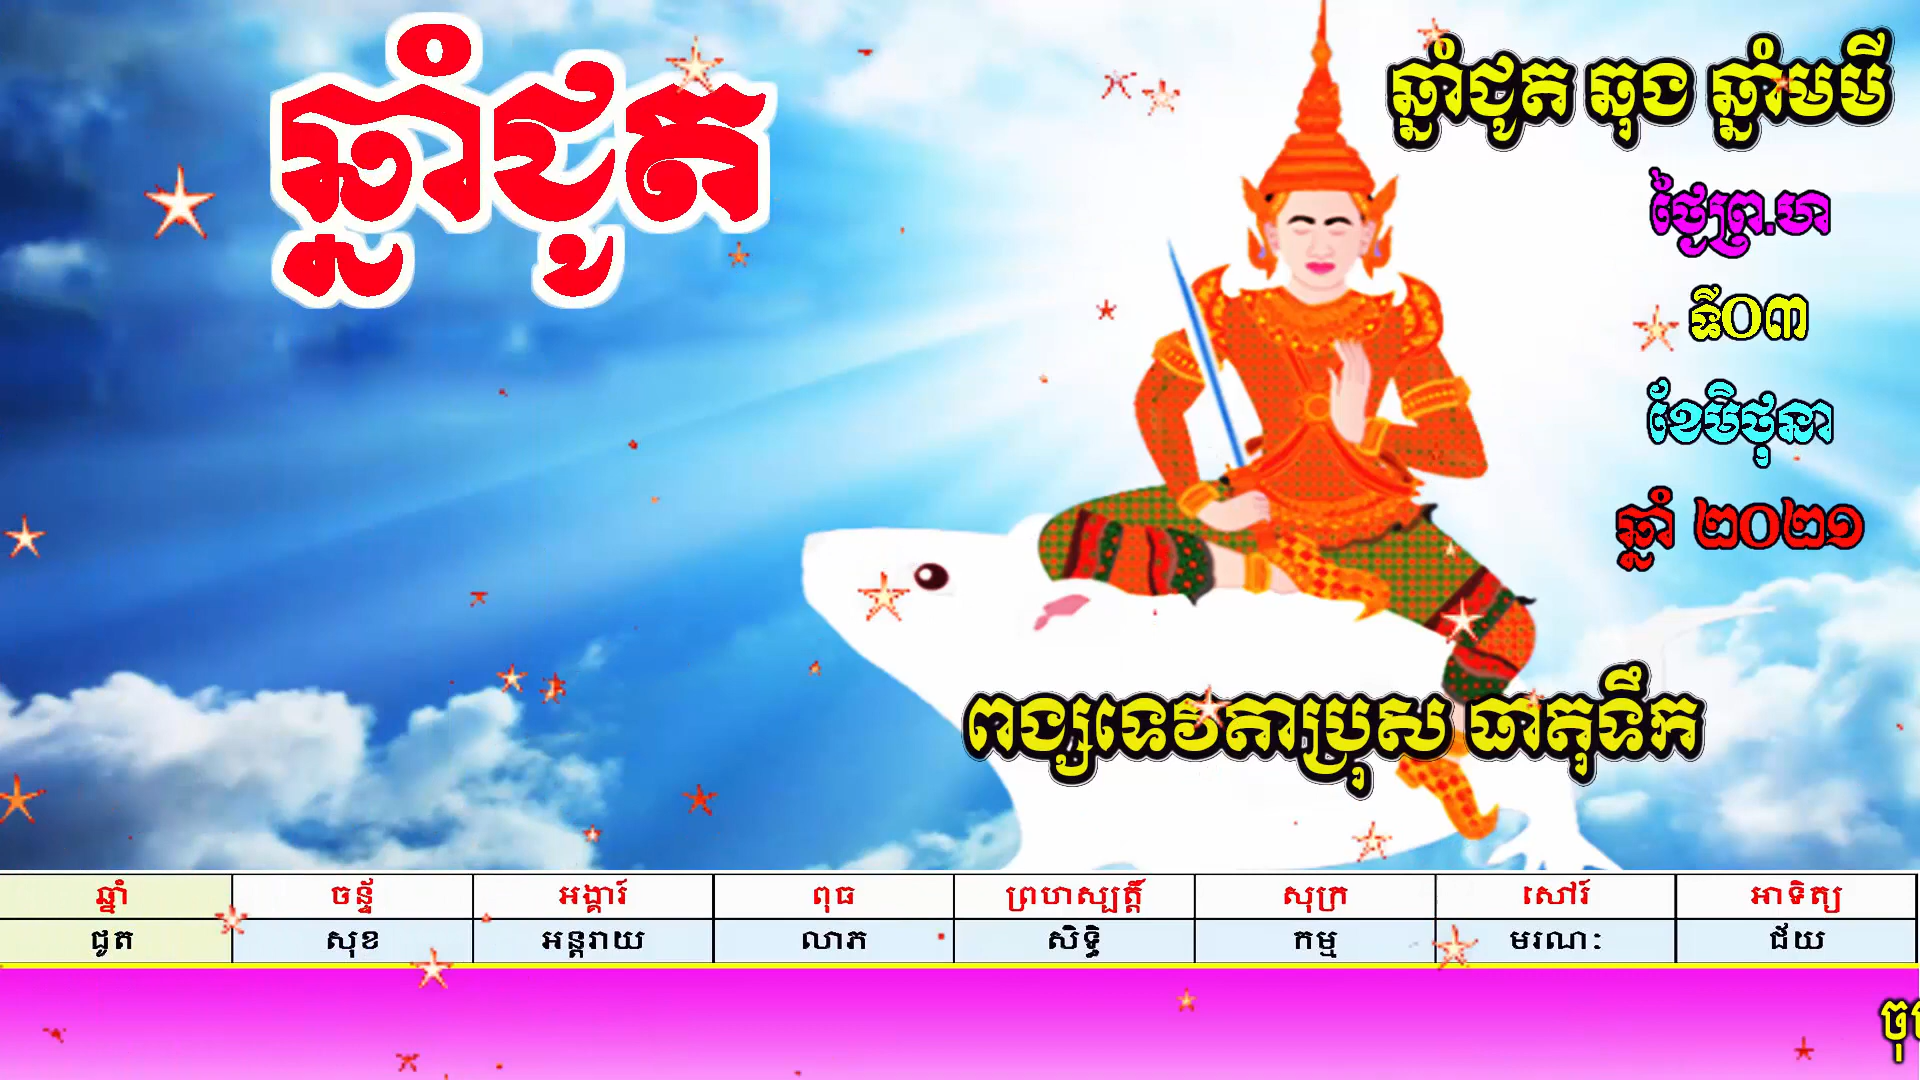 ឆ្នាំជូត
ឆ្នាំជូត ឆុង ឆ្នាំមមី
ថ្ងៃព្រ.ហ
ទី០៣
ខែមិថុនា
ឆ្នាំ ២០២១
ពង្សទេវតាប្រុស ធាតុទឹក
ឆ្នាំ ចន្ទ័ អង្គារ៍ ពុធ ព្រហស្បត្តិ៍ សុក្រ សៅរ៍ អាទិត្យ
ជូត សុខ អន្តរាយ លាភ សិទ្ធិ កម្ម មរណៈ ជ័យ